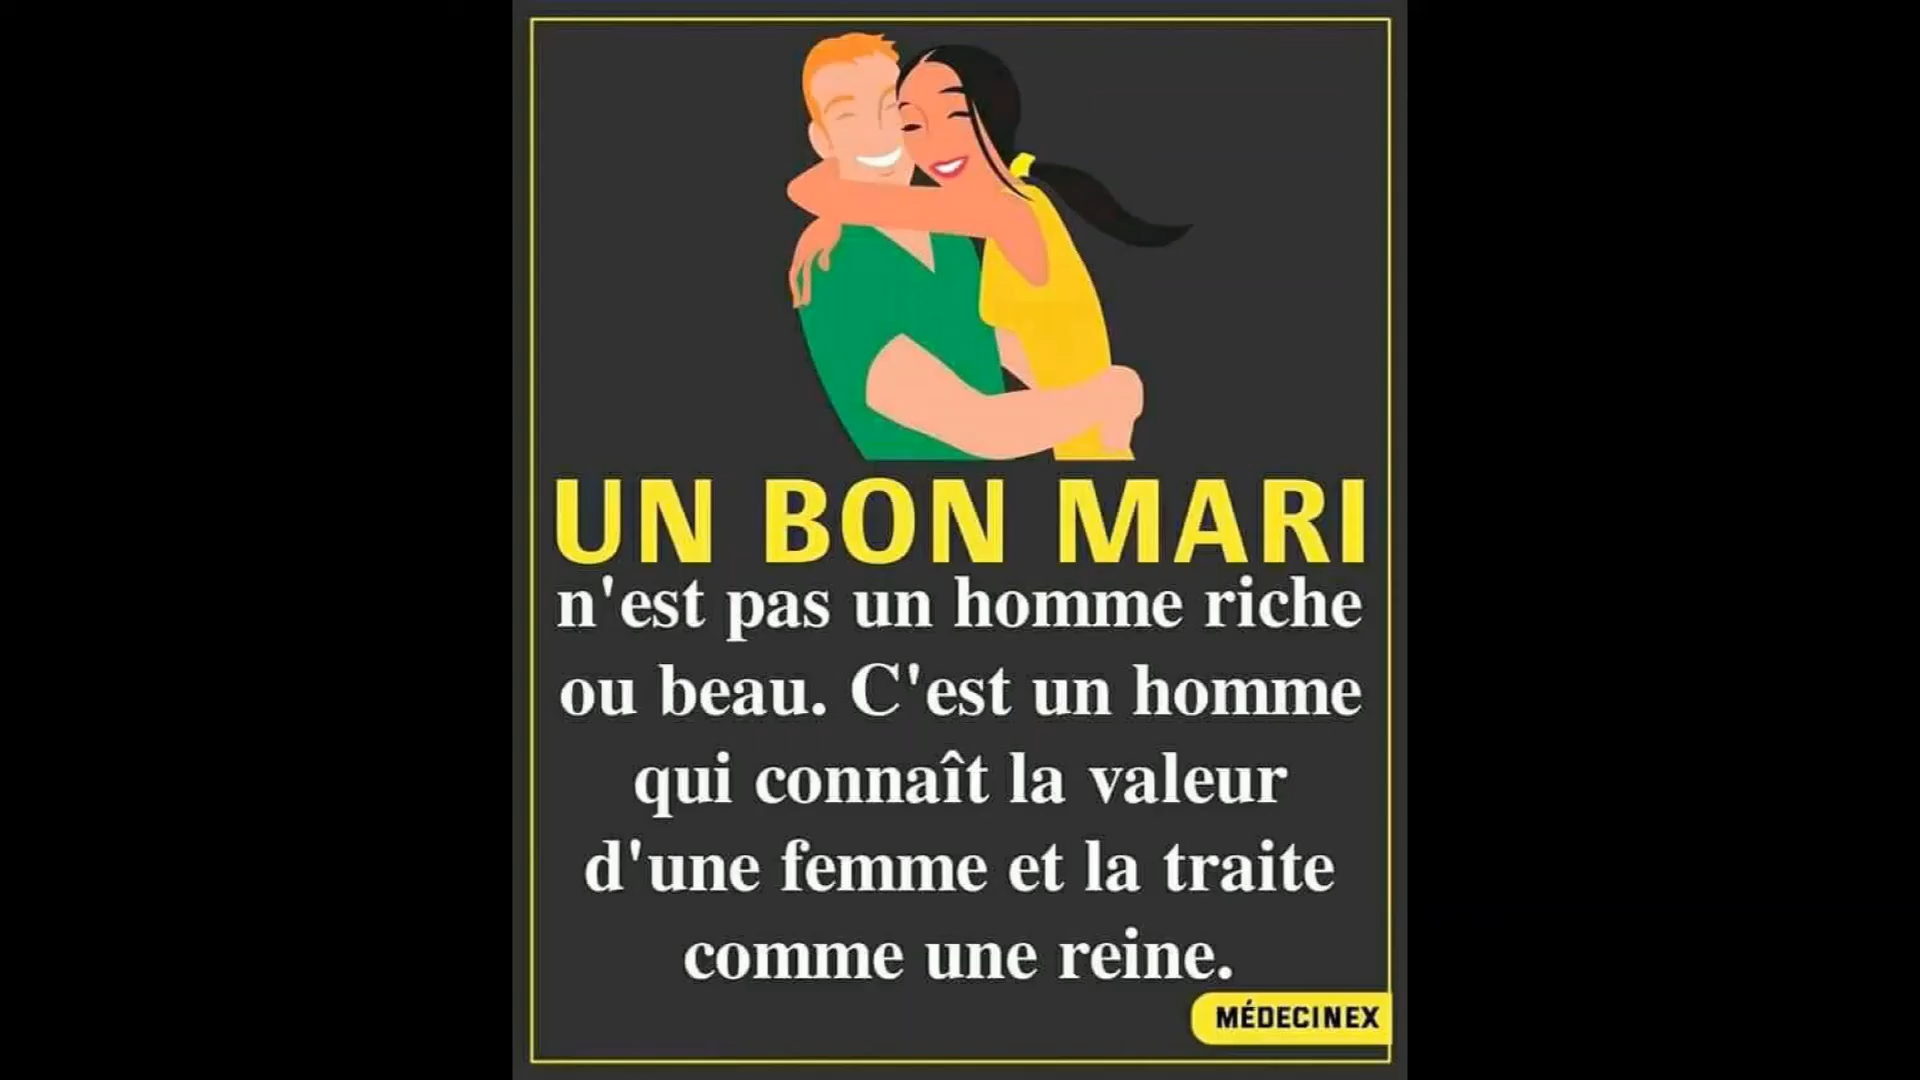 UN BON MARI
n'est pas un homme riche
ou beau. C'est un homme
qui connaît la valeur
d'une femme et la traite
comme une reine.
MÉDECINEX